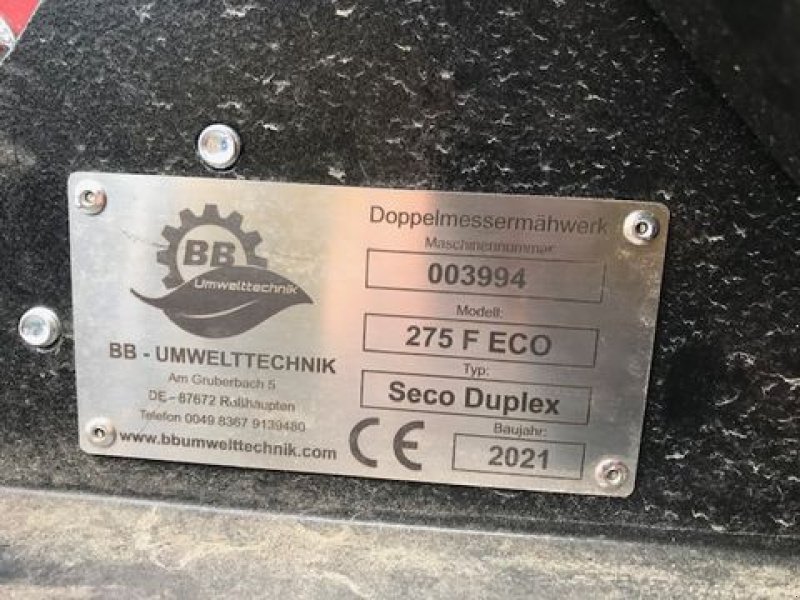 BB
Umwelttechnik
BB - UMWELTTECHNIK
Am Gruberbach 5
DE - 87672 Roßhaupten
Telefon 0049 8367 9139480
www.bbumwelttechnik.com
Doppelmessermähwerk
Maschinennummer:
003994
Modell:
275 F ECO
Typ:
Seco Duplex
CE
Baujahr:
2021